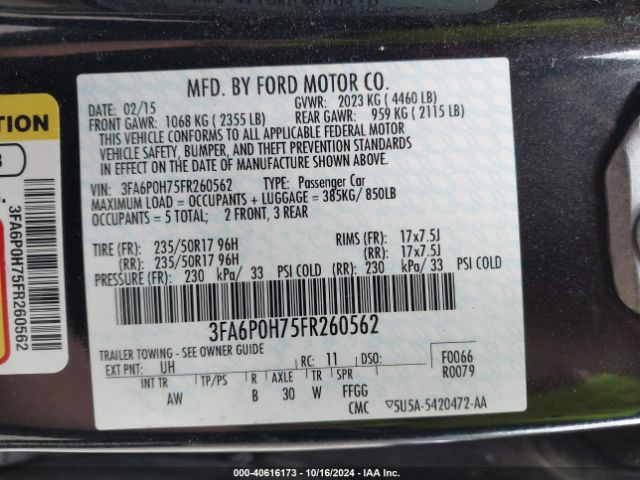 MFD. BY FORD MOTOR CO.
DATE: 02/15 GVWR: 2023 KG ( 4460 LB)
FRONT GAWR: 1068 KG ( 2355 LB) REAR GAWR: 959 KG ( 2115 LB)
THIS VEHICLE CONFORMS TO ALL APPLICABLE FEDERAL MOTOR
VEHICLE SAFETY, BUMPER, AND THEFT PREVENTION STANDARDS
IN EFFECT ON THE DATE OF MANUFACTURE SHOWN ABOVE.
VIN: 3FA6P0H75FR260562 TYPE: Passenger Car
MAXIMUM LOAD = OCCUPANTS + LUGGAGE = 385KG/ 850LB
OCCUPANTS = 5 TOTAL; 2 FRONT, 3 REAR
TIRE (FR): 235/50R17 96H RIMS (FR): 17x7.5J
(RR): 235/50R17 96H (RR): 17x7.5J
PRESSURE (FR): 230 kPa/ 33 PSI COLD (RR): 230 kPa/ 33 PSI COLD
3FA6P0H75FR260562
TRAILER TOWING - SEE OWNER GUIDE
EXT PNT: UH RC: 11 DSO: F0066
R0079
INT TR TP/PS R AXLE TR SPR
AW B 30 W FFGG
CMC 5U5A-5420472-AA
3FA6P0H75FR260562
000-40616173 - 10/16/2024 - IAA Inc.